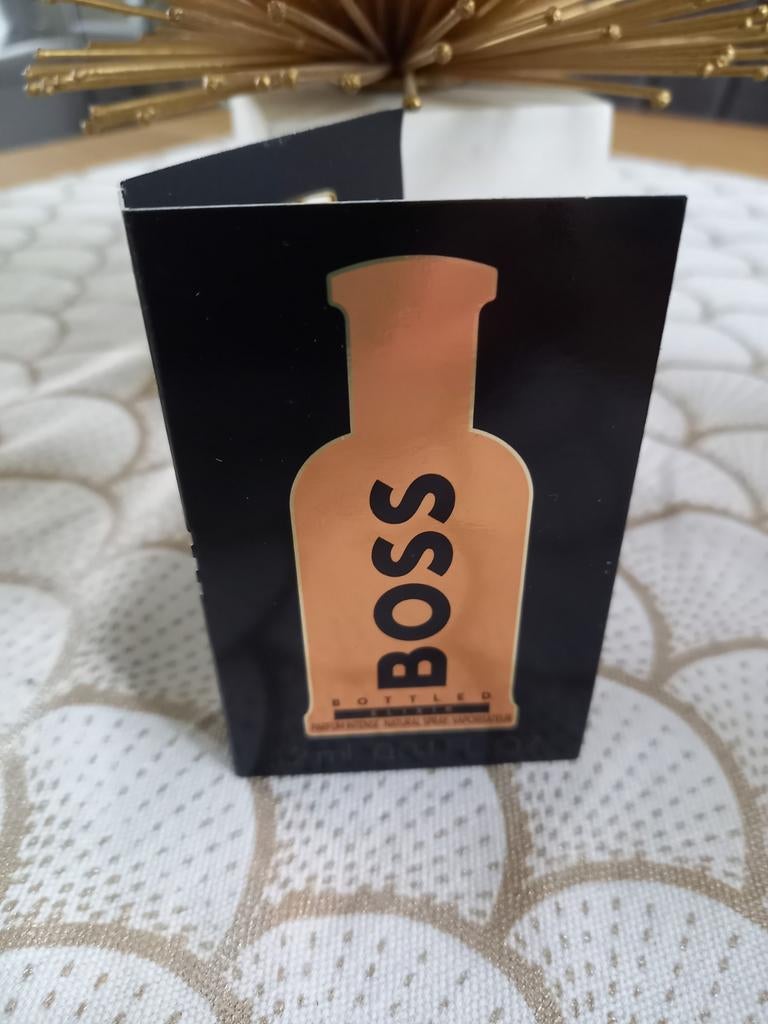 BOSS
BOTTLED
ELIXIR
PARFUM INTENSE NATURAL SPRAY VAPORISATEUR